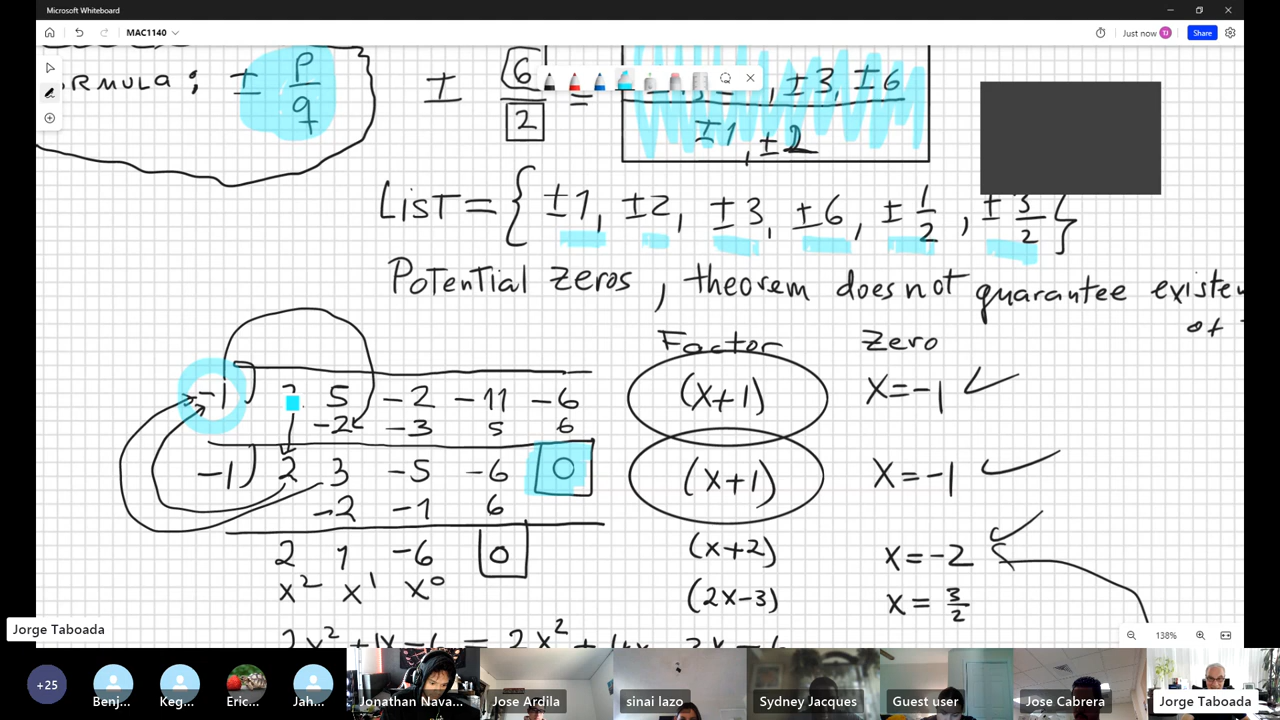 Microsoft Whiteboard
MAC1140
Just now TJ Share
RMULA ; ± p/q ± 6/2 = , ±3, ±6 / ±1, ±2
List = { ±1, ±2, ±3, ±6, ±1/2, ±3/2 }
Potential zeros, theorem does not guarantee existen
of
Factor Zero
-1) 2 5 -2 -11 -6 (x+1) x=-1 ✓
-2 -3 5 6
-1) 2 3 -5 -6 0 (x+1) x=-1 ✓
-2 -1 6
2 1 -6 0 (x+2) x=-2 ✓
x² x¹ x⁰ (2x-3) x= 3/2
Jorge Taboada
138%
+25 Benj... Keg... Eric... Jah... Jonathan Nava... Jose Ardila sinai lazo Sydney Jacques Guest user Jose Cabrera Jorge Taboada